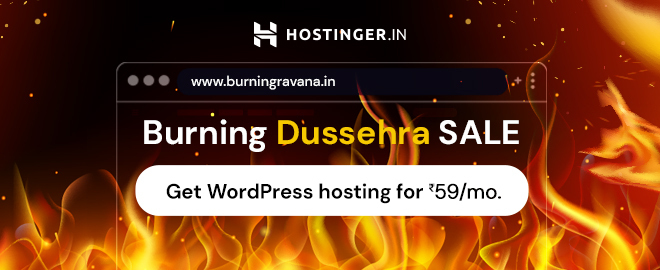 HOSTINGER.IN
www.burningravana.in
Burning Dussehra SALE
Get WordPress hosting for ₹59/mo.